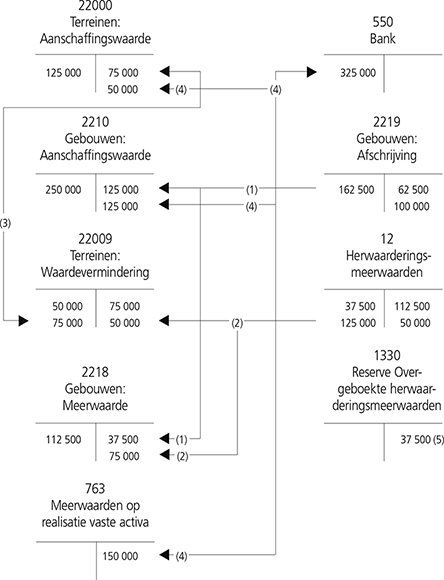 22000
Terreinen:
Aanschaffingswaarde
125 000 75 000
50 000 (4)
550
Bank
(4) 325 000
2210
Gebouwen:
Aanschaffingswaarde
250 000 125 000 (1)
125 000 (4)
2219
Gebouwen:
Afschrijving
162 500 62 500
100 000
(3)
22009
Terreinen:
Waardevermindering
50 000 75 000
75 000 50 000 (2)
12
Herwaarderings-
meerwaarden
37 500 112 500
125 000 50 000
2218
Gebouwen:
Meerwaarde
112 500 37 500 (1)
75 000 (2)
1330
Reserve Over-
geboekte herwaar-
deringsmeerwaarden
37 500 (5)
763
Meerwaarden op
realisatie vaste activa
150 000 (4)